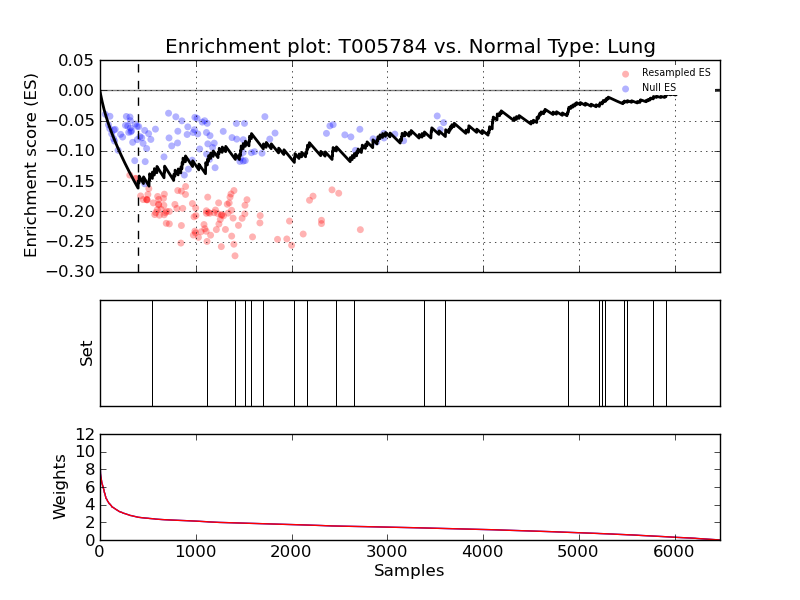 Enrichment plot: T005784 vs. Normal Type: Lung
Enrichment score (ES)
0.05
0.00
−0.05
−0.10
−0.15
−0.20
−0.25
−0.30
Resampled ES
Null ES
Set
Weights
12
10
8
6
4
2
0
0 1000 2000 3000 4000 5000 6000
Samples